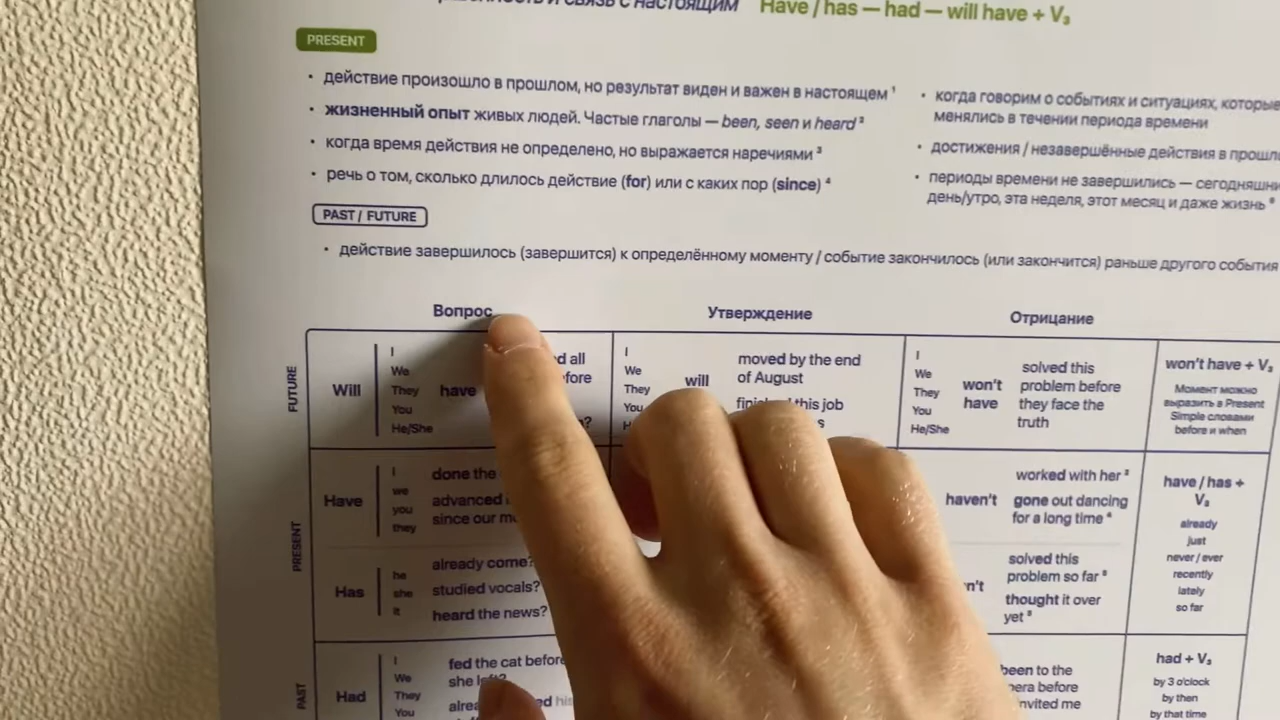 и связь с настоящим Have / has — had — will have + V₃
PRESENT
• действие произошло в прошлом, но результат виден и важен в настоящем ¹
• жизненный опыт живых людей. Частые глаголы — been, seen и heard ²
• когда время действия не определено, но выражается наречиями ³
• речь о том, сколько длилось действие (for) или с каких пор (since) ⁴
• когда говорим о событиях и ситуациях, которые
менялись в течении периода времени
• достижения / незавершённые действия в
• периоды времени не завершились —
день/утро, эта неделя, этот месяц и даже жизнь
PAST / FUTURE
• действие завершилось (завершится) к определённому моменту / событие закончилось (или закончится) раньше другого события
Вопрос Утверждение Отрицание
FUTURE
Will
I
We
They
You
He/She
have
all
I
We
They
You
will
moved by the end
of August
this job
I
We
They
You
He/She
won't
have
solved this
problem before
they face the
truth
won't have + V₃
Момент можно
выразить в Present
Simple словами
before и when
PRESENT
Have
I
we
you
they
done the
advanced
since our
haven't
worked with her ²
gone out dancing
for a long time ⁴
have / has +
V₃
already
just
never / ever
recently
lately
so far
Has
he
she
it
already come?
studied vocals?
heard the news?
solved this
problem so far ⁶
thought it over
yet ⁵
PAST
Had
I
We
They
You
fed the cat before
she
been to the
before
invited me
had + V₃
by 3 o'clock
by then
by that time